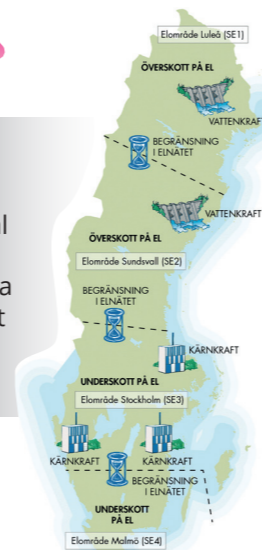 Elområde Luleå (SE1)
ÖVERSKOTT PÅ EL
VATTENKRAFT
BEGRÄNSNING
I ELNÄTET
VATTENKRAFT
ÖVERSKOTT PÅ EL
Elområde Sundsvall (SE2)
BEGRÄNSNING
I ELNÄTET
KÄRNKRAFT
UNDERSKOTT PÅ EL
Elområde Stockholm (SE3)
KÄRNKRAFT
KÄRNKRAFT
BEGRÄNSNING
I ELNÄTET
UNDERSKOTT
PÅ EL
Elområde Malmö (SE4)